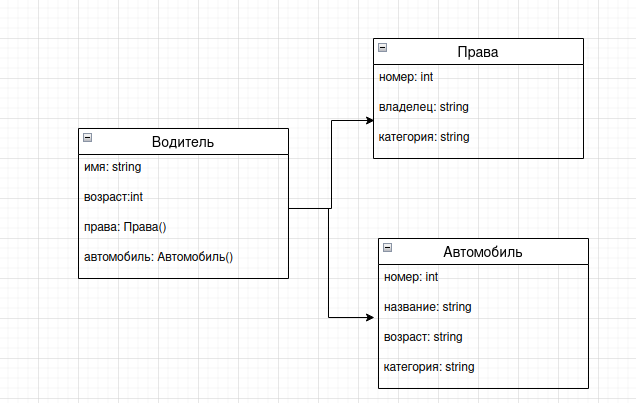 Права
номер: int
владелец: string
категория: string
Водитель
имя: string
возраст:int
права: Права()
автомобиль: Автомобиль()
Автомобиль
номер: int
название: string
возраст: string
категория: string